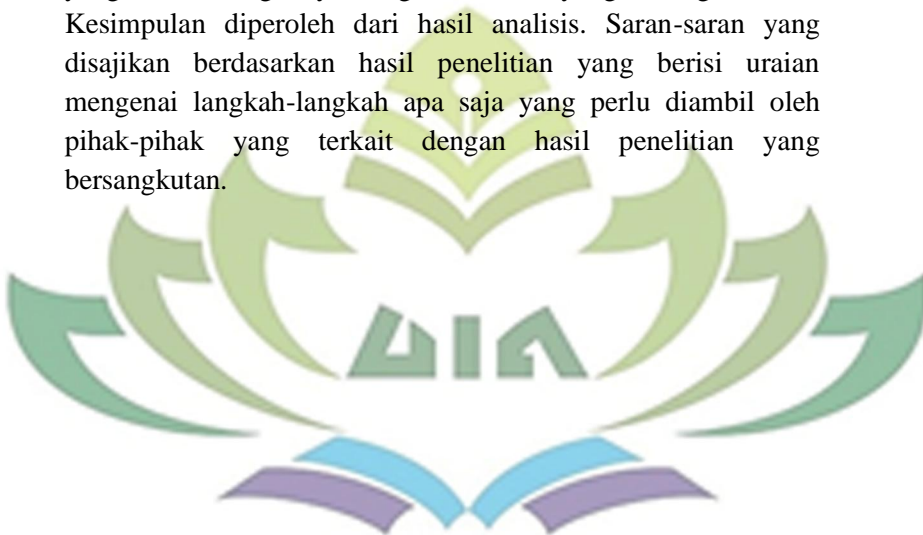 Kesimpulan diperoleh dari hasil analisis. Saran-saran yang
disajikan berdasarkan hasil penelitian yang berisi uraian
mengenai langkah-langkah apa saja yang perlu diambil oleh
pihak-pihak yang terkait dengan hasil penelitian yang
bersangkutan.
UIN